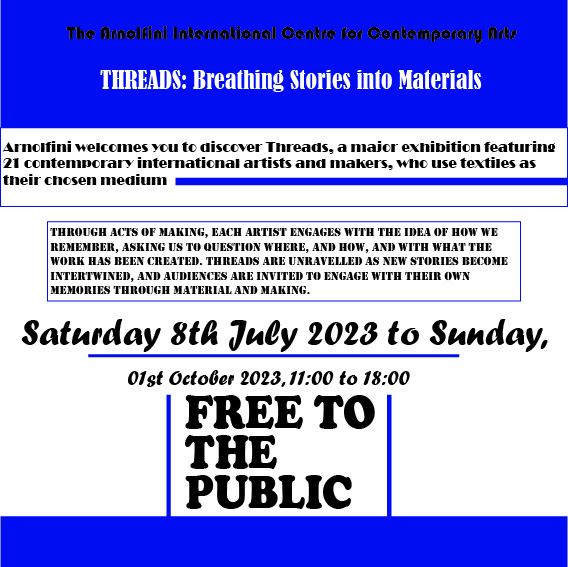 The Arnolfini International Centre for Contemporary Arts
THREADS: Breathing Stories into Materials
Arnolfini welcomes you to discover Threads, a major exhibition featuring
21 contemporary international artists and makers, who use textiles as
their chosen medium
THROUGH ACTS OF MAKING, EACH ARTIST ENGAGES WITH THE IDEA OF HOW WE
REMEMBER, ASKING US TO QUESTION WHERE, AND HOW, AND WITH WHAT THE
WORK HAS BEEN CREATED. THREADS ARE UNRAVELLED AS NEW STORIES BECOME
INTERTWINED, AND AUDIENCES ARE INVITED TO ENGAGE WITH THEIR OWN
MEMORIES THROUGH MATERIAL AND MAKING.
Saturday 8th July 2023 to Sunday,
01st October 2023, 11:00 to 18:00
FREE TO
THE
PUBLIC